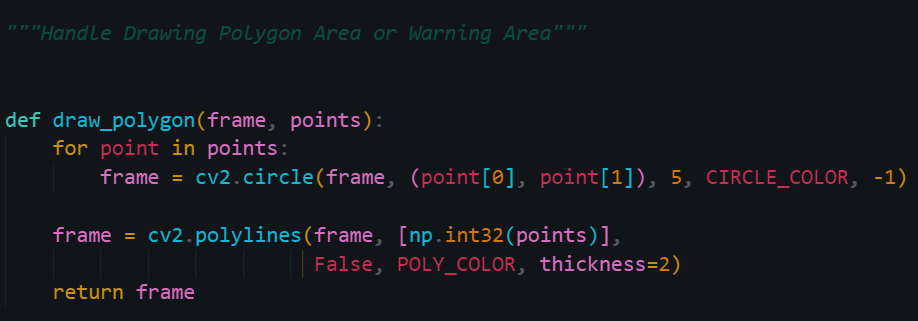 """Handle Drawing Polygon Area or Warning Area"""
def draw_polygon(frame, points):
    for point in points:
        frame = cv2.circle(frame, (point[0], point[1]), 5, CIRCLE_COLOR, -1)
    frame = cv2.polylines(frame, [np.int32(points)],
                          False, POLY_COLOR, thickness=2)
    return frame